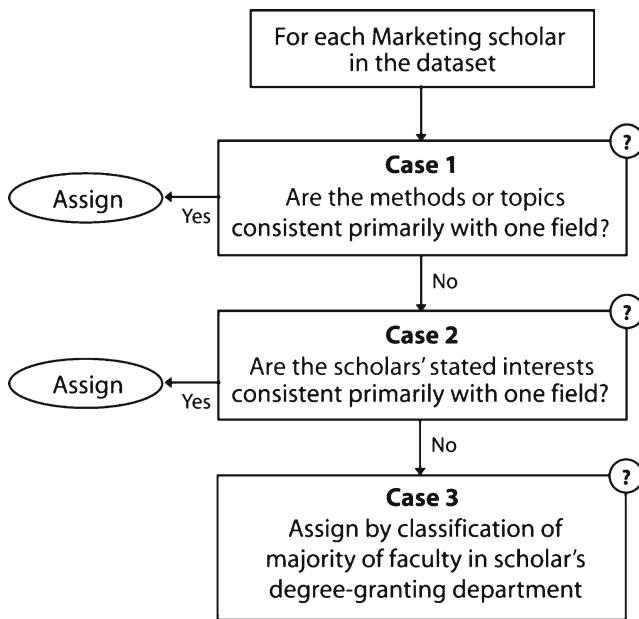 For each Marketing scholar
in the dataset
?
Case 1
Are the methods or topics
consistent primarily with one field?
Assign
Yes
No
?
Case 2
Are the scholars’ stated interests
consistent primarily with one field?
Assign
Yes
No
?
Case 3
Assign by classification of
majority of faculty in scholar’s
degree-granting department